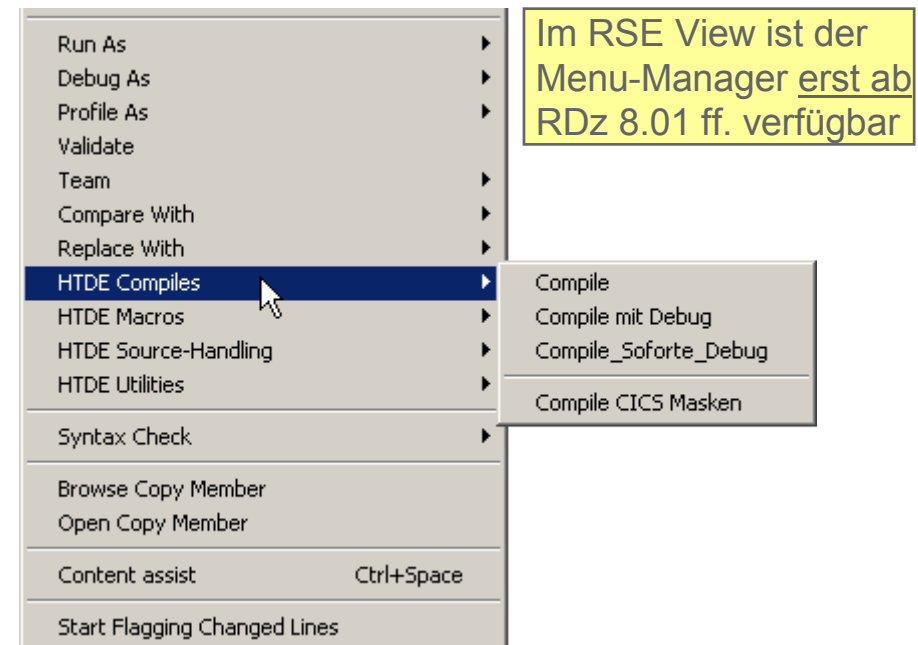 Run As
Debug As
Profile As
Validate
Team
Compare With
Replace With
HTDE Compiles
HTDE Macros
HTDE Source-Handling
HTDE Utilities
Syntax Check
Browse Copy Member
Open Copy Member
Content assist Ctrl+Space
Start Flagging Changed Lines
Im RSE View ist der
Menu-Manager erst ab
RDz 8.01 ff. verfügbar
Compile
Compile mit Debug
Compile_Soforte_Debug
Compile CICS Masken